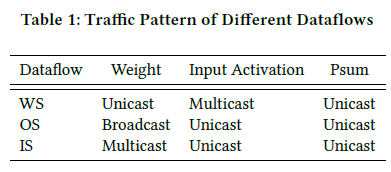 Table 1: Traffic Pattern of Different Dataflows
Dataflow Weight Input Activation Psum
WS Unicast Multicast Unicast
OS Broadcast Unicast Unicast
IS Multicast Unicast Unicast